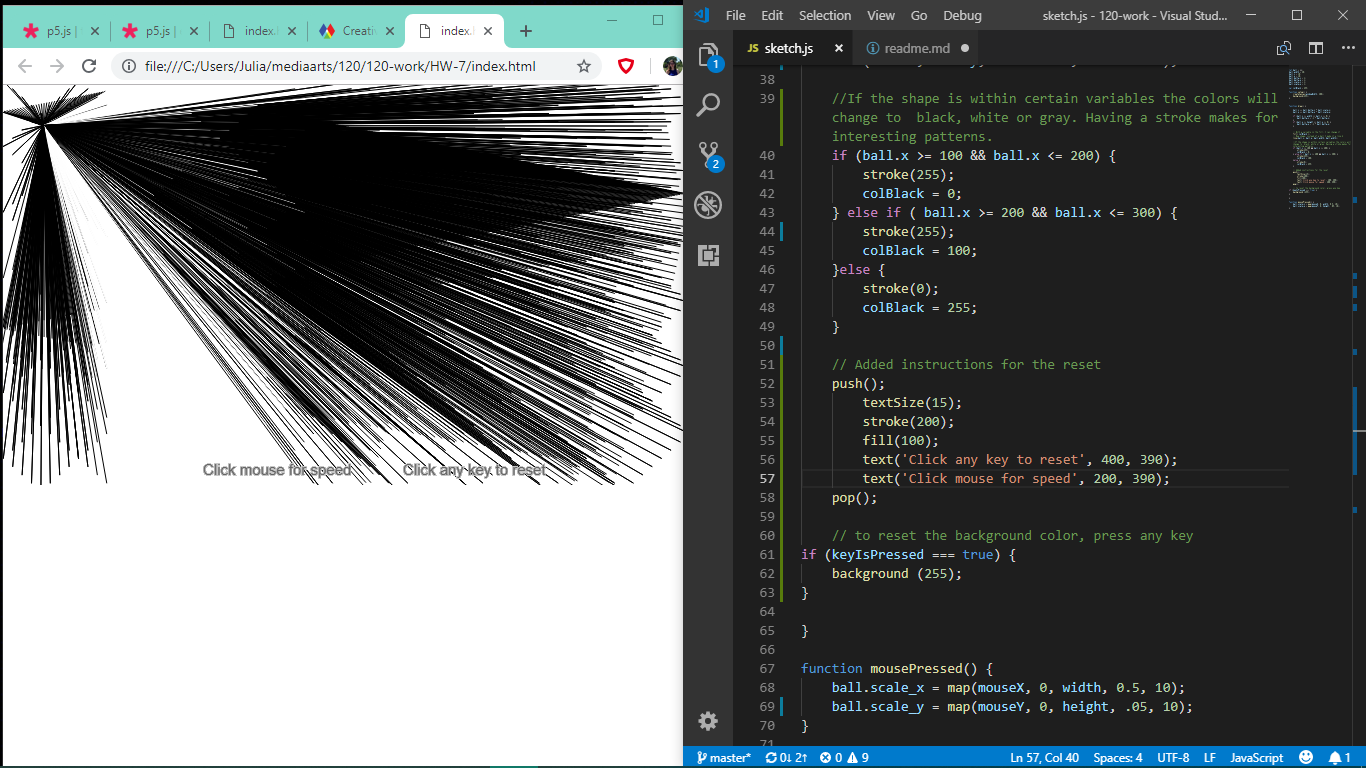 p5.js |
p5.js |
index.
Creativ
index.
file:///C:/Users/Julia/mediaarts/120/120-work/HW-7/index.html
Click mouse for speed
Click any key to reset
File Edit Selection View Go Debug
sketch.js - 120-work - Visual Stud...
JS sketch.js
readme.md
1
2
38
39 //If the shape is within certain variables the colors will
change to  black, white or gray. Having a stroke makes for
interesting patterns.
40 if (ball.x >= 100 && ball.x <= 200) {
41 stroke(255);
42 colBlack = 0;
43 } else if ( ball.x >= 200 && ball.x <= 300) {
44 stroke(255);
45 colBlack = 100;
46 }else {
47 stroke(0);
48 colBlack = 255;
49 }
50
51 // Added instructions for the reset
52 push();
53 textSize(15);
54 stroke(200);
55 fill(100);
56 text('Click any key to reset', 400, 390);
57 text('Click mouse for speed', 200, 390);
58 pop();
59
60 // to reset the background color, press any key
61 if (keyIsPressed === true) {
62 background (255);
63 }
64
65 }
66
67 function mousePressed() {
68 ball.scale_x = map(mouseX, 0, width, 0.5, 10);
69 ball.scale_y = map(mouseY, 0, height, .05, 10);
70 }
71
master* 0↓ 2↑ 0 9 Ln 57, Col 40 Spaces: 4 UTF-8 LF JavaScript 1